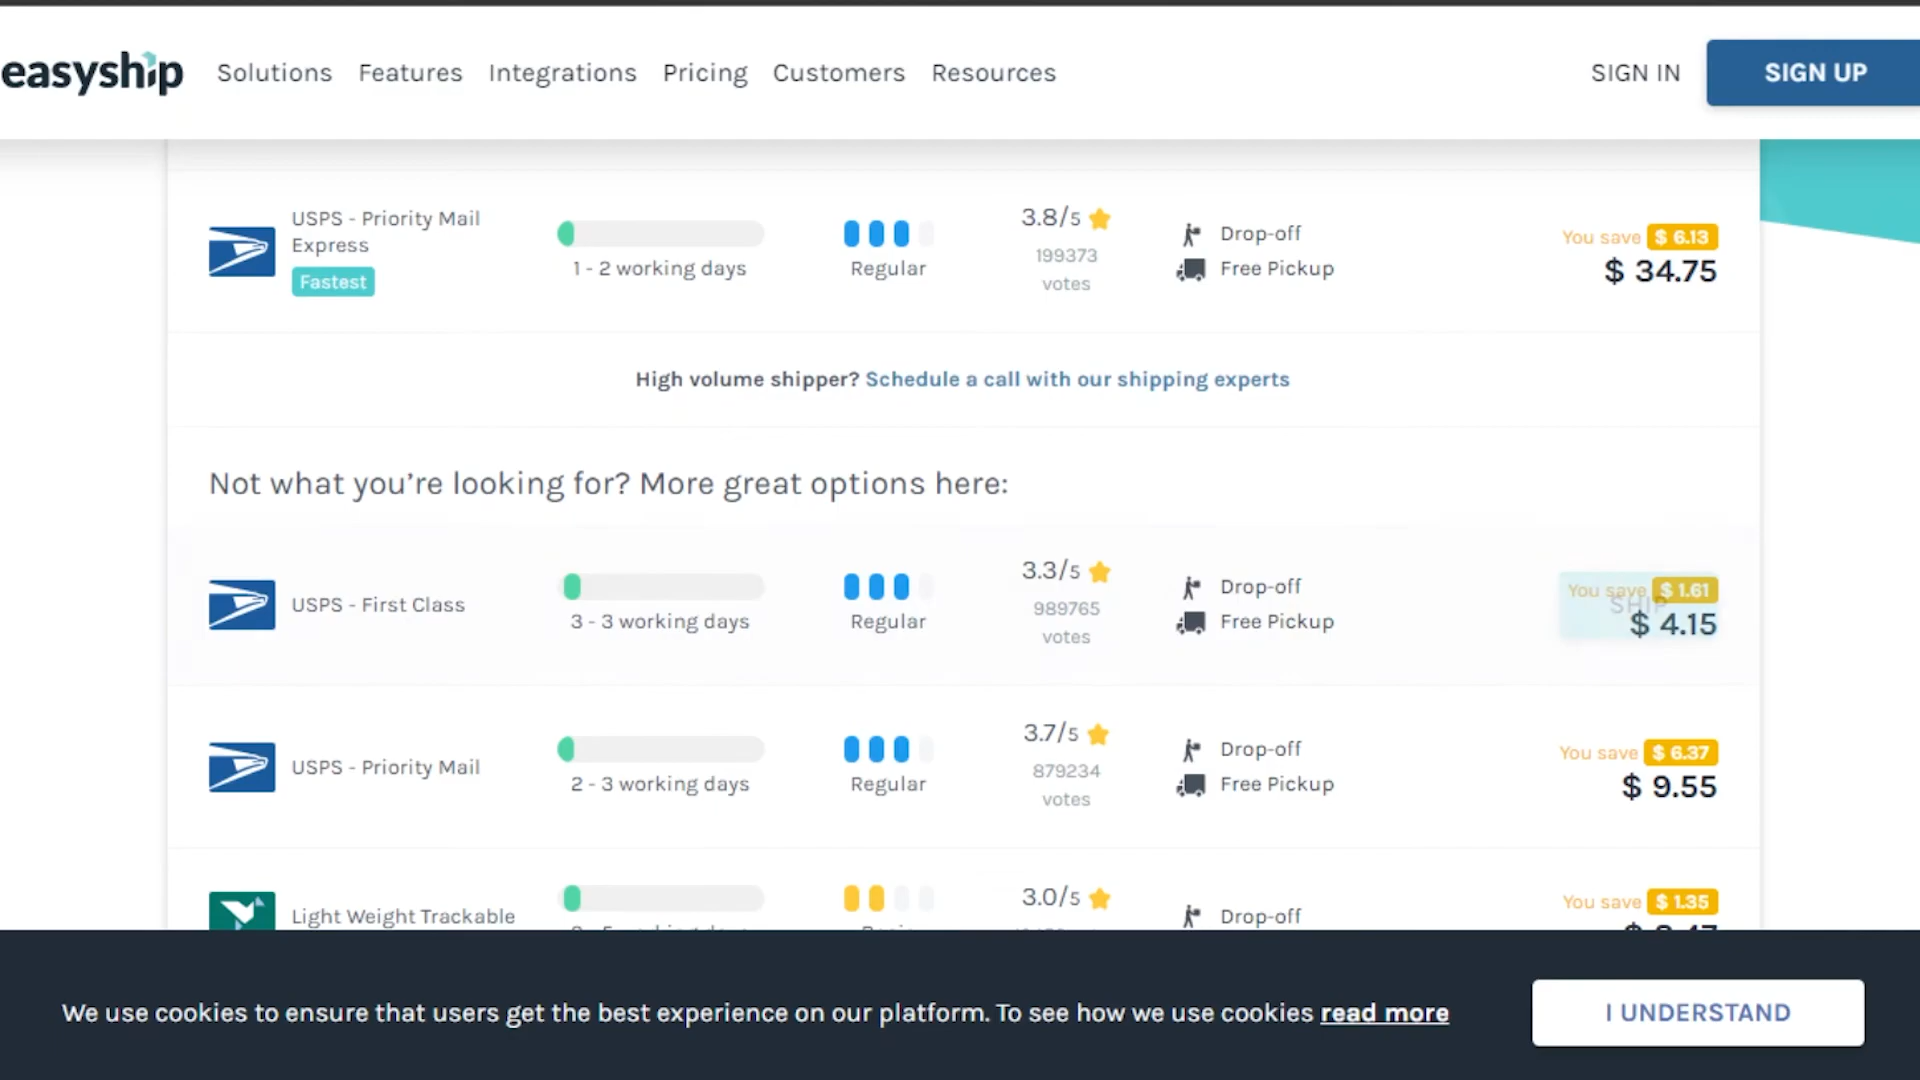 easyship Solutions Features Integrations Pricing Customers Resources SIGN IN SIGN UP
USPS - Priority Mail
Express
Fastest
1 - 2 working days
Regular
3.8/5
199373
votes
Drop-off
Free Pickup
You save $ 6.13
$ 34.75
High volume shipper? Schedule a call with our shipping experts
Not what you’re looking for? More great options here:
USPS - First Class
3 - 3 working days
Regular
3.3/5
989765
votes
Drop-off
Free Pickup
You save $ 1.61
SHIP
$ 4.15
USPS - Priority Mail
2 - 3 working days
Regular
3.7/5
879234
votes
Drop-off
Free Pickup
You save $ 6.37
$ 9.55
Light Weight Trackable
3.0/5
Drop-off
You save $ 1.35
We use cookies to ensure that users get the best experience on our platform. To see how we use cookies read more
I UNDERSTAND